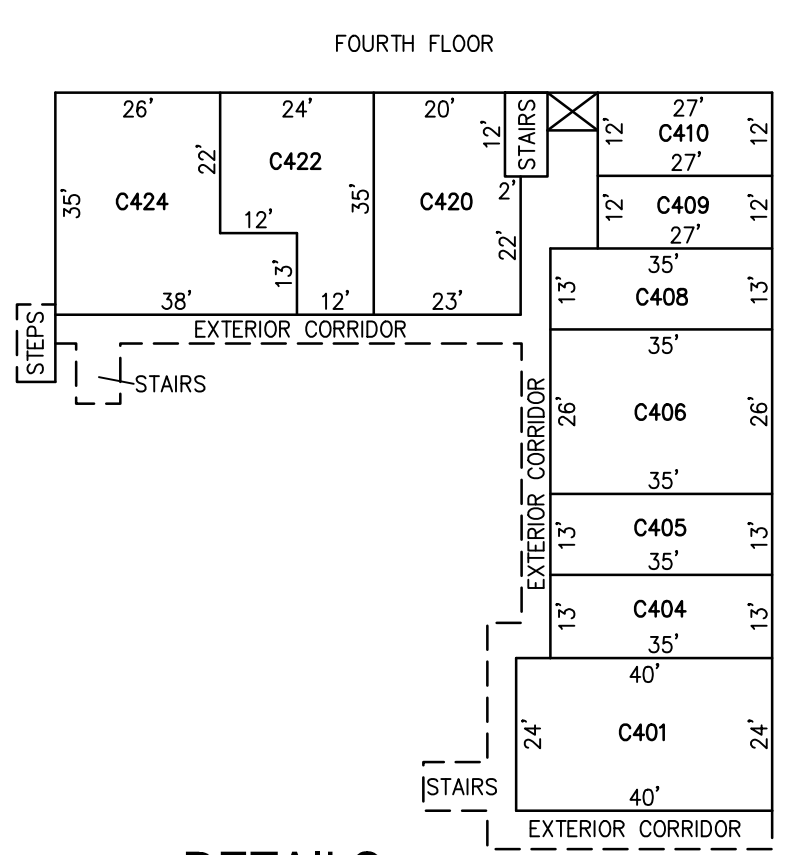 FOURTH FLOOR
26'
24'
20'
27'
12'
STAIRS
12'
C410
12'
27'
22'
C422
35'
C424
35'
C420
2'
12'
C409
12'
27'
12'
22'
13'
35'
13'
C408
13'
38'
12'
23'
EXTERIOR CORRIDOR
STEPS
STAIRS
35'
EXTERIOR CORRIDOR
26'
C406
26'
35'
EXTERIOR CORRIDOR
13'
C405
13'
35'
13'
C404
13'
35'
40'
24'
C401
24'
STAIRS
40'
EXTERIOR CORRIDOR